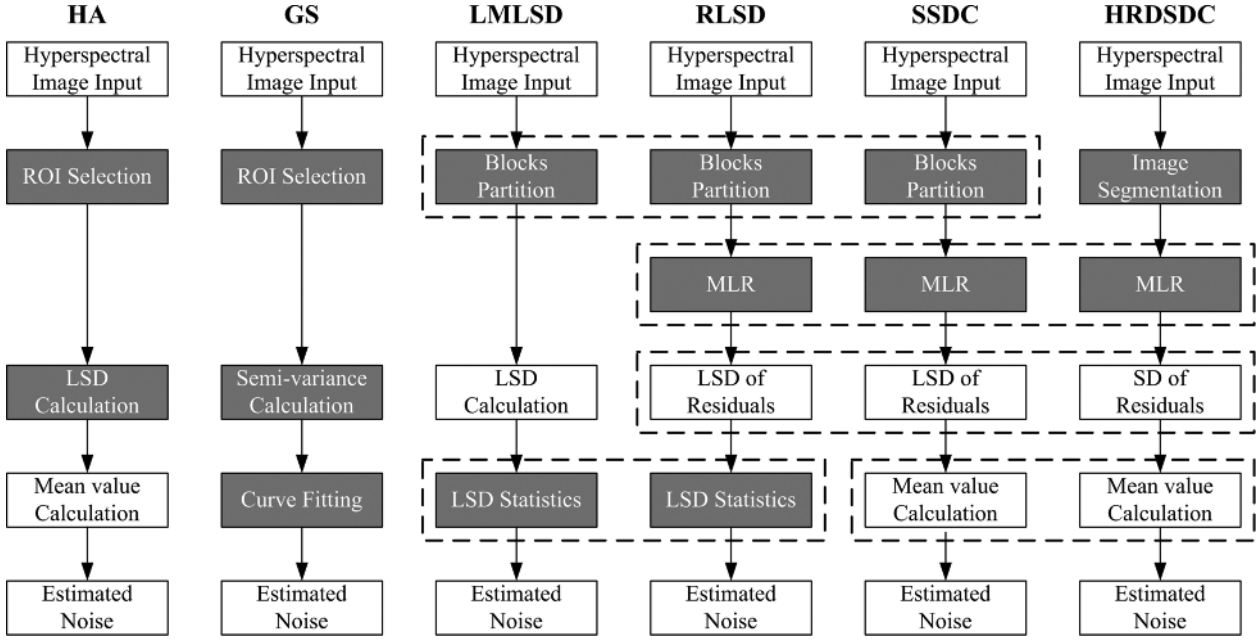 HA
GS
LMLSD
RLSD
SSDC
HRDSDC
Hyperspectral
Image Input
Hyperspectral
Image Input
Hyperspectral
Image Input
Hyperspectral
Image Input
Hyperspectral
Image Input
Hyperspectral
Image Input
ROI Selection
ROI Selection
Blocks
Partition
Blocks
Partition
Blocks
Partition
Image
Segmentation
MLR
MLR
MLR
LSD
Calculation
Semi-variance
Calculation
LSD
Calculation
LSD of
Residuals
LSD of
Residuals
SD of
Residuals
Mean value
Calculation
Curve Fitting
LSD Statistics
LSD Statistics
Mean value
Calculation
Mean value
Calculation
Estimated
Noise
Estimated
Noise
Estimated
Noise
Estimated
Noise
Estimated
Noise
Estimated
Noise